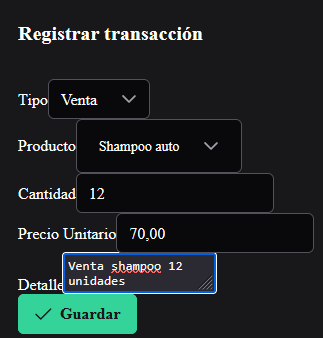 Registrar transacción
Tipo Venta
Producto Shampoo auto
Cantidad 12
Precio Unitario 70,00
Detalle Venta shampoo 12
unidades
Guardar